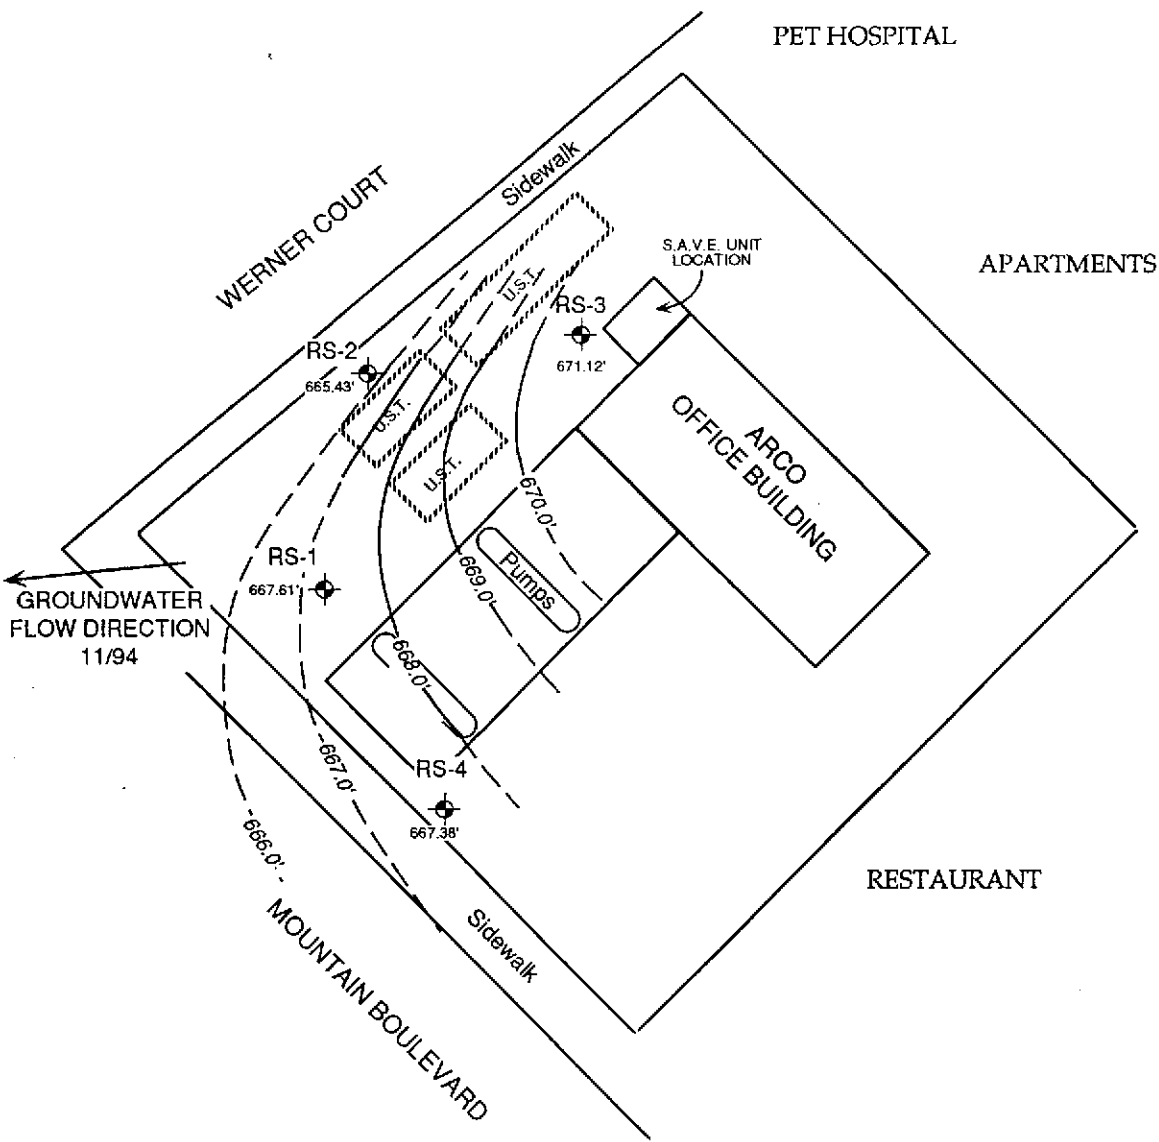 PET HOSPITAL
Sidewalk
WERNER COURT
S.A.V.E. UNIT
LOCATION
APARTMENTS
U.S.T.
RS-3
671.12'
RS-2
665.43'
U.S.T.
U.S.T.
ARCO
OFFICE BUILDING
670.0'
RS-1
667.61'
669.0'
Pumps
GROUNDWATER
FLOW DIRECTION
11/94
668.0'
667.0'
RS-4
667.38'
666.0'
RESTAURANT
Sidewalk
MOUNTAIN BOULEVARD